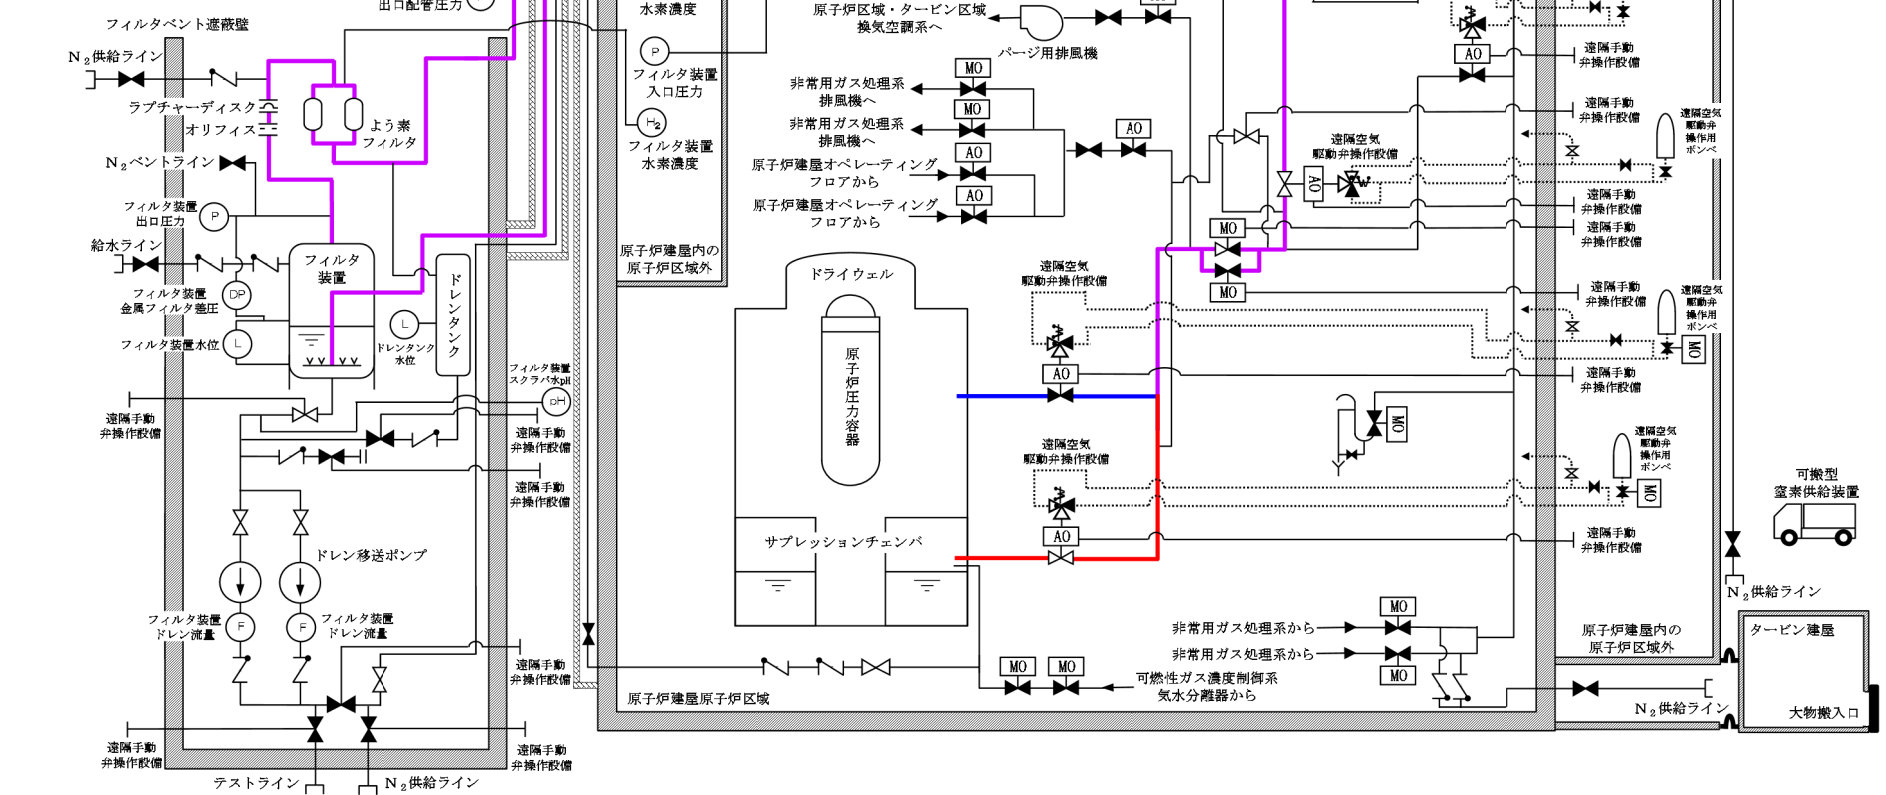 出口配管圧力
フィルタベント遮蔽壁
N₂供給ライン
ラプチャーディスク
オリフィス
よう素
フィルタ
N₂ベントライン
フィルタ装置
出口圧力
P
給水ライン
フィルタ
装置
フィルタ装置
金属フィルタ差圧
DP
フィルタ装置水位
L
ドレンタンク
L
ドレンタンク
水位
フィルタ装置
スクラバ水pH
pH
遠隔手動
弁操作設備
遠隔手動
弁操作設備
遠隔手動
弁操作設備
ドレン移送ポンプ
フィルタ装置
ドレン流量
F
F
フィルタ装置
ドレン流量
遠隔手動
弁操作設備
遠隔手動
弁操作設備
遠隔手動
弁操作設備
テストライン
N₂供給ライン
水素濃度
P
フィルタ装置
入口圧力
H₂
フィルタ装置
水素濃度
原子炉建屋内の
原子炉区域外
原子炉区域・タービン区域
換気空調系へ
パージ用排風機
非常用ガス処理系
排風機へ
MO
非常用ガス処理系
排風機へ
MO
原子炉建屋オペレーティング
フロアから
AO
原子炉建屋オペレーティング
フロアから
AO
AO
ドライウェル
原子炉圧力容器
サプレッションチェンバ
遠隔空気
駆動弁操作設備
AO
遠隔空気
駆動弁操作設備
AO
MO
MO
遠隔空気
駆動弁操作設備
AO
AO
遠隔手動
弁操作設備
遠隔手動
弁操作設備
遠隔空気
駆動弁
操作用
ボンベ
遠隔手動
弁操作設備
遠隔手動
弁操作設備
遠隔手動
弁操作設備
遠隔空気
駆動弁
操作用
ボンベ
MO
遠隔手動
弁操作設備
MO
遠隔空気
駆動弁
操作用
ボンベ
MO
遠隔手動
弁操作設備
可搬型
窒素供給装置
N₂供給ライン
非常用ガス処理系から
MO
非常用ガス処理系から
MO
MO
MO
可燃性ガス濃度制御系
気水分離器から
原子炉建屋原子炉区域
原子炉建屋内の
原子炉区域外
N₂供給ライン
タービン建屋
大物搬入口